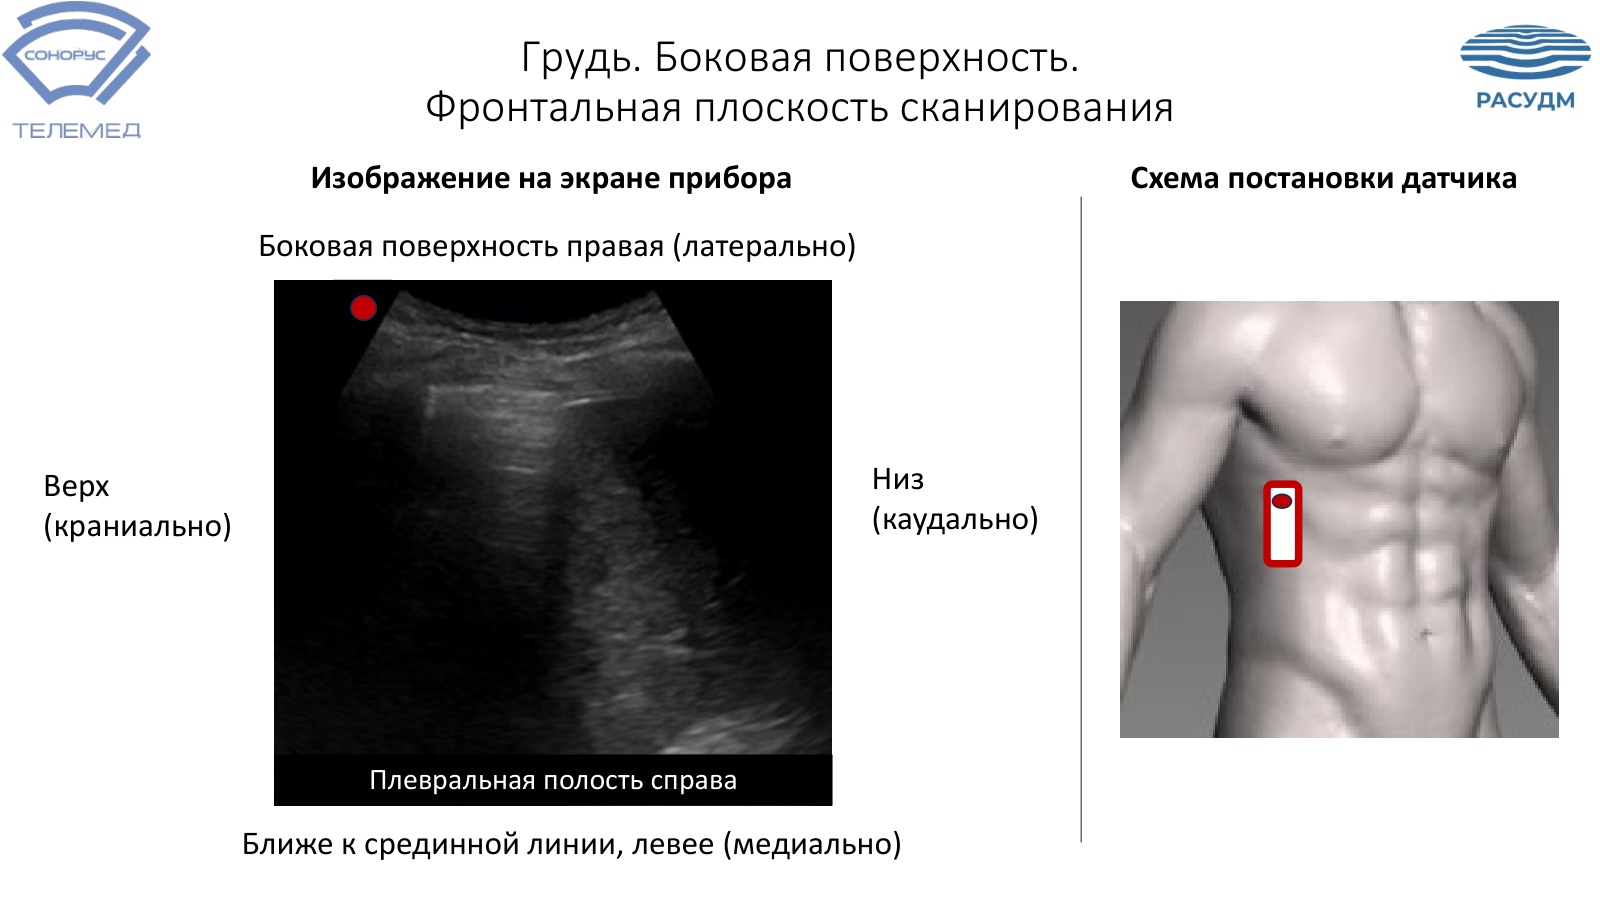 СОНОРУС
ТЕЛЕМЕД
Грудь. Боковая поверхность.
Фронтальная плоскость сканирования
РАСУДМ
Изображение на экране прибора
Схема постановки датчика
Боковая поверхность правая (латерально)
Верх
(краниально)
Низ
(каудально)
Плевральная полость справа
Ближе к срединной линии, левее (медиально)